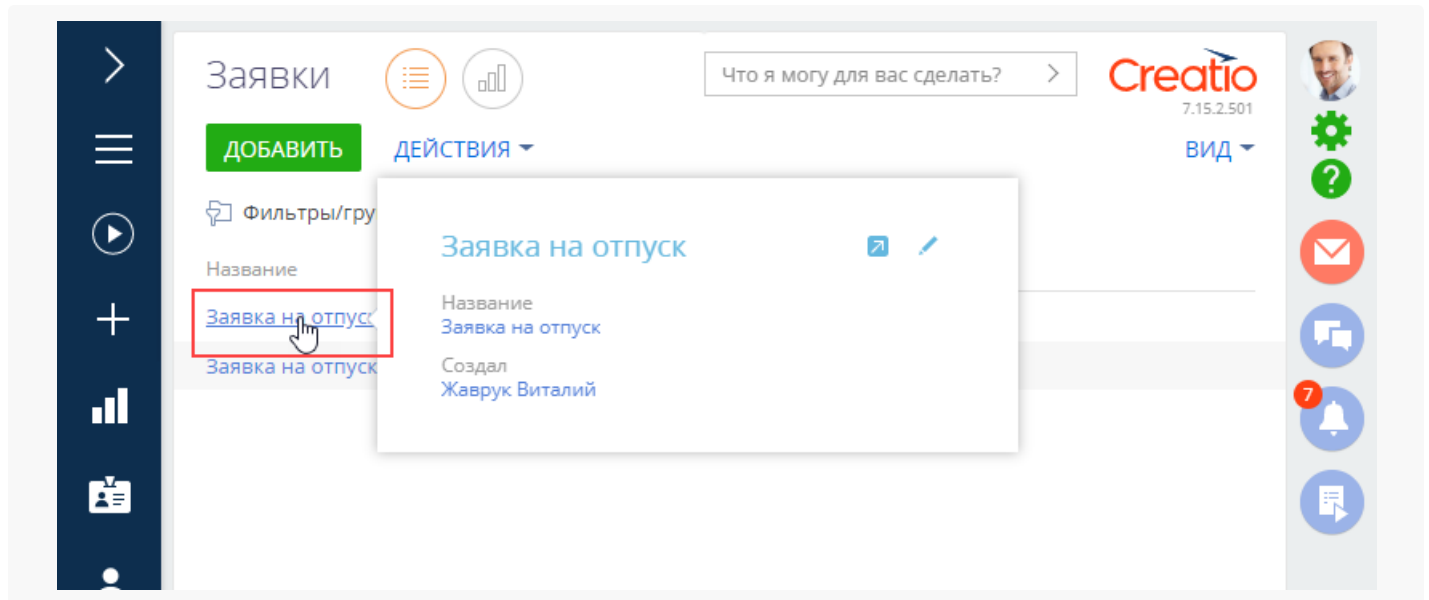 Заявки
Что я могу для вас сделать?
Creatio
7.15.2.501
ДОБАВИТЬ
ДЕЙСТВИЯ
ВИД
Фильтры/гру
Заявка на отпуск
Название
Название
Заявка на отпуск
Заявка на отпус
Создал
Заявка на отпуск
Жаврук Виталий
7